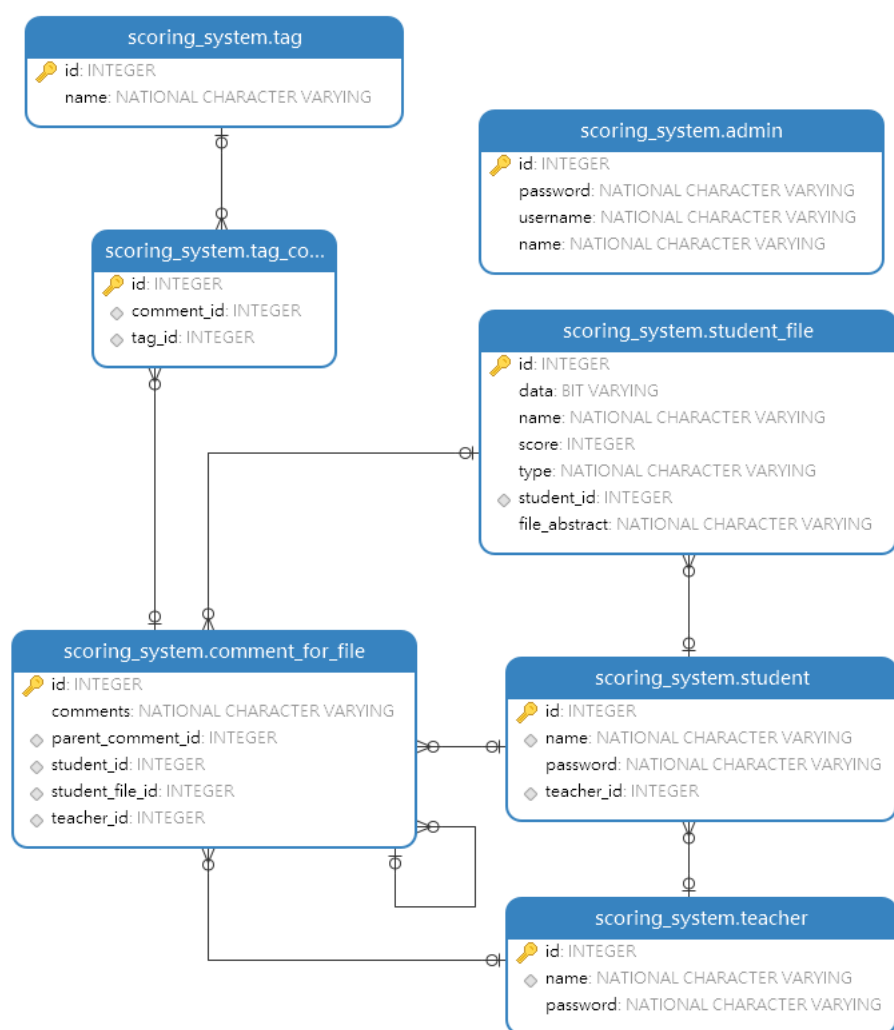 scoring_system.tag
id: INTEGER
name: NATIONAL CHARACTER VARYING
scoring_system.admin
id: INTEGER
password: NATIONAL CHARACTER VARYING
username: NATIONAL CHARACTER VARYING
name: NATIONAL CHARACTER VARYING
scoring_system.tag_co...
id: INTEGER
comment_id: INTEGER
tag_id: INTEGER
scoring_system.student_file
id: INTEGER
data: BIT VARYING
name: NATIONAL CHARACTER VARYING
score: INTEGER
type: NATIONAL CHARACTER VARYING
student_id: INTEGER
file_abstract: NATIONAL CHARACTER VARYING
scoring_system.comment_for_file
id: INTEGER
comments: NATIONAL CHARACTER VARYING
parent_comment_id: INTEGER
student_id: INTEGER
student_file_id: INTEGER
teacher_id: INTEGER
scoring_system.student
id: INTEGER
name: NATIONAL CHARACTER VARYING
password: NATIONAL CHARACTER VARYING
teacher_id: INTEGER
scoring_system.teacher
id: INTEGER
name: NATIONAL CHARACTER VARYING
password: NATIONAL CHARACTER VARYING